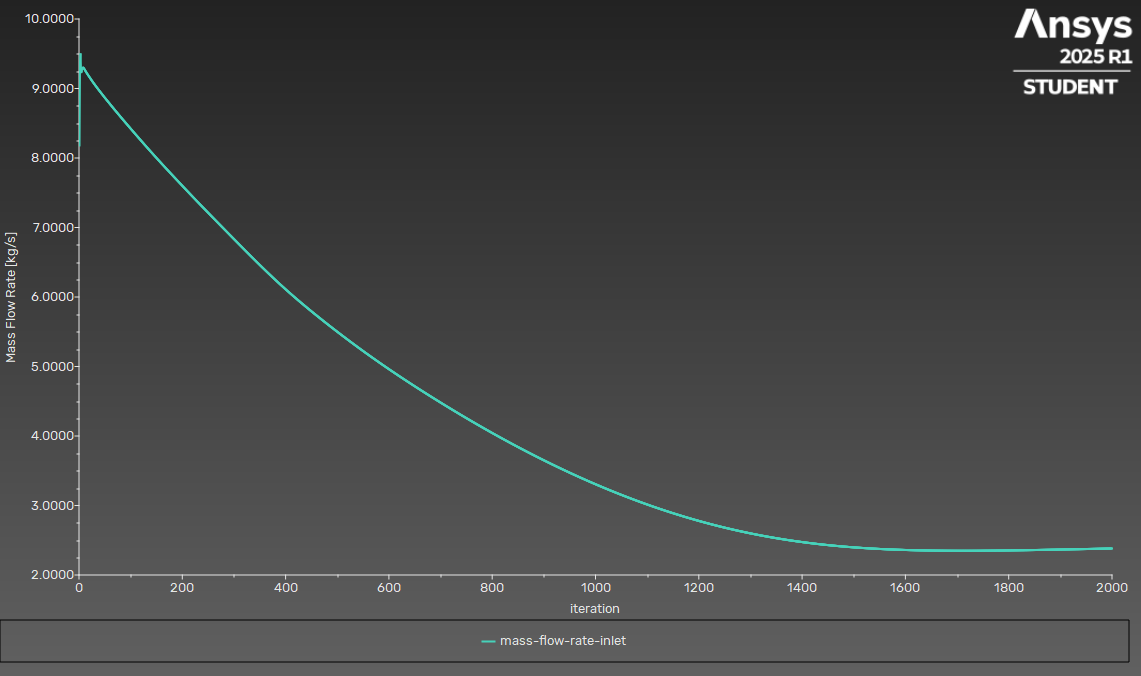 Ansys
2025 R1
STUDENT
10.0000
9.0000
8.0000
7.0000
6.0000
5.0000
4.0000
3.0000
2.0000
Mass Flow Rate [kg/s]
0 200 400 600 800 1000 1200 1400 1600 1800 2000
iteration
mass-flow-rate-inlet